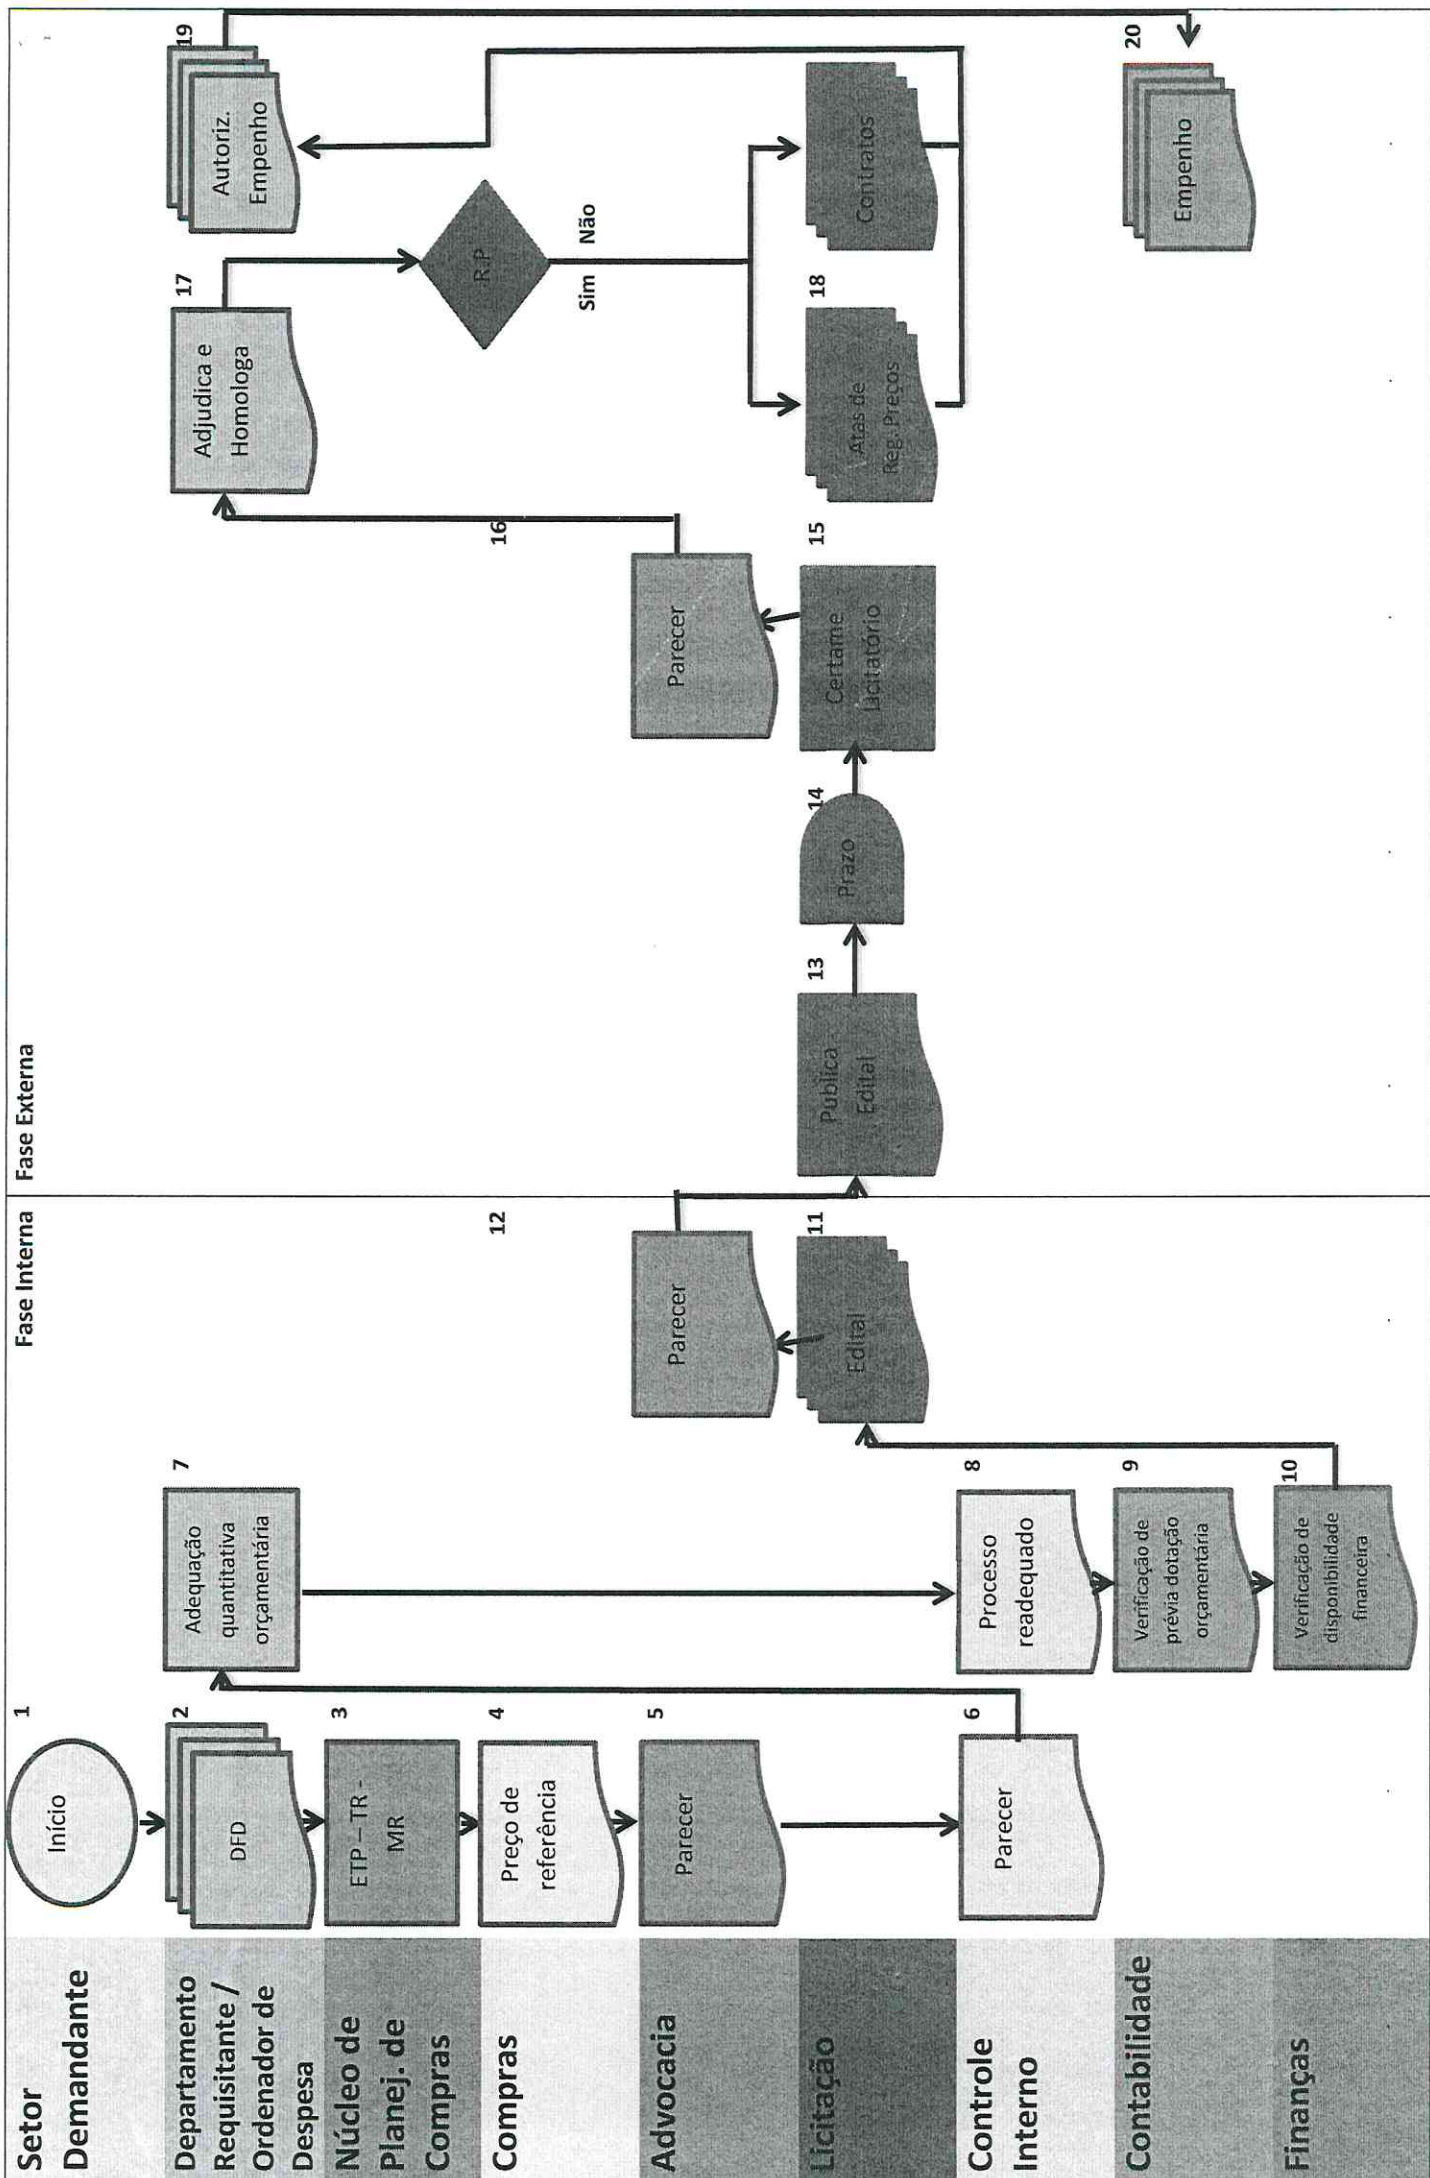 Fase Interna
Fase Externa
Setor
Demandante
1
Início
Departamento
Requisitante /
Ordenador de
Despesa
2
DFD
7
Adequação
quantitativa
orçamentária
17
Adjudica e
Homologa
19
Autoriz.
Empenho
Núcleo de
Planej. de
Compras
3
ETP – TR -
MR
Compras
4
Preço de
referência
12
16
R.P
Sim
Não
Advocacia
5
Parecer
Parecer
Parecer
Licitação
11
Edital
13
Publica
Edital
14
Prazo
15
Certame
Licitatório
18
Atas de
Reg. Preços
Contratos
Controle
Interno
6
Parecer
8
Processo
readequado
Contabilidade
9
Verificação de
prévia dotação
orçamentária
20
Empenho
Finanças
10
Verificação de
disponibilidade
financeira